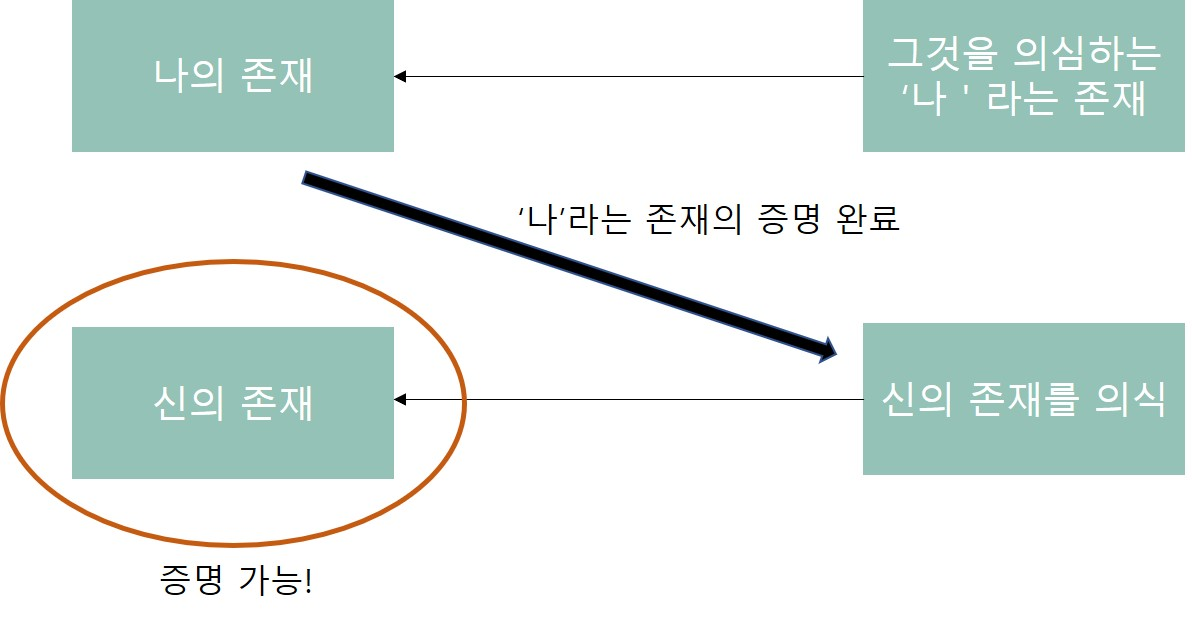 나의 존재
그것을 의심하는
‘나 ' 라는 존재
‘나’라는 존재의 증명 완료
신의 존재
신의 존재를 의식
증명 가능!